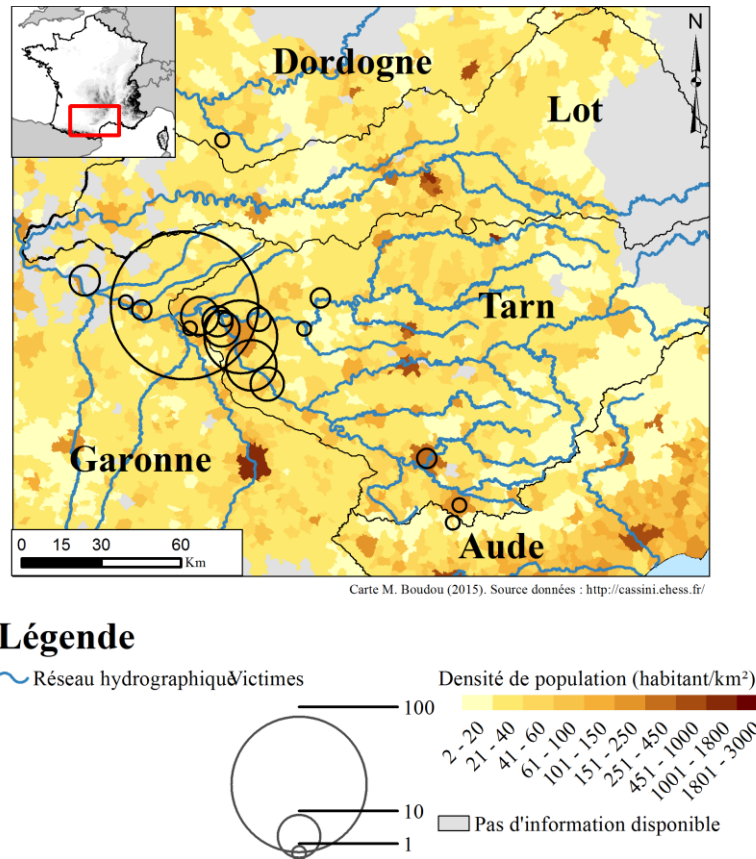 N
Dordogne
Lot
Tarn
Garonne
Aude
0 15 30 60
Km
Carte M. Boudou (2015). Source données : http://cassini.ehess.fr/
Légende
Réseau hydrographique
Victimes
100
10
1
Densité de population (habitant/km²)
2 - 20
21 - 40
41 - 60
61 - 100
101 - 150
151 - 250
251 - 450
451 - 1000
1001 - 1800
1801 - 3000
Pas d'information disponible